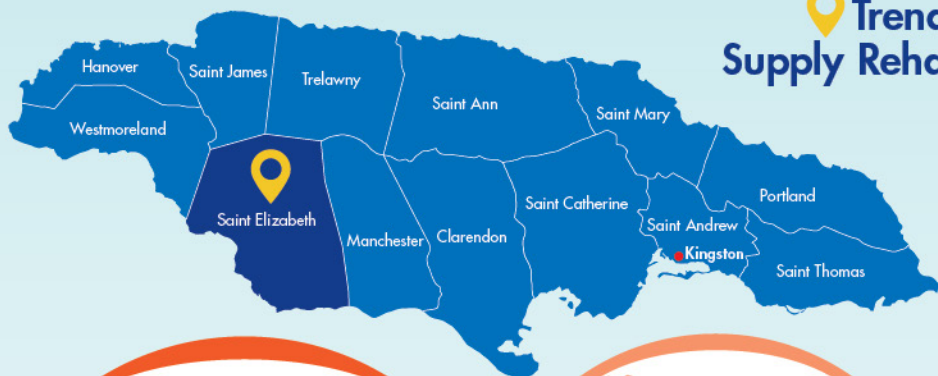 Supply
Hanover
Saint James
Trelawny
Saint Ann
Saint Mary
Westmoreland
Portland
Saint Elizabeth
Manchester
Clarendon
Saint Catherine
Saint Andrew
Kingston
Saint Thomas